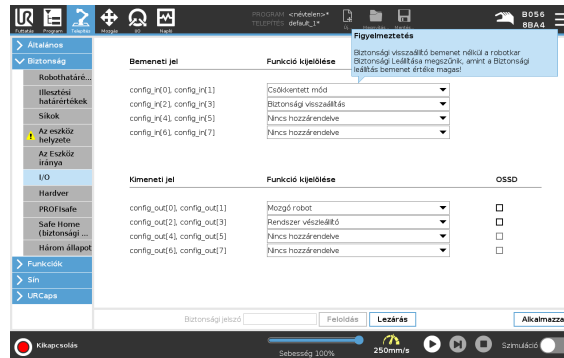 UR
PROGRAM <névtelen>*
TELEPÍTÉS default_1*
B056
8BA4
Futtatás Program Telepítés Mozgás I/O Napló
Figyelmeztetés
Biztonsági visszaállító bemenet nélkül a robotkar
Biztonsági Leállítása megszűnik, amint a Biztonsági
leállítás bemenet értéke magas!
Általános
Biztonság
Robothatáré...
Illesztési
határértékek
Síkok
Az eszköz
helyzete
Az Eszköz
iránya
I/O
Hardver
PROFIsafe
Safe Home
(biztonsági ...
Három állapot
Funkciók
Sín
URCaps
Bemeneti jel Funkció kijelölése
config_in[0], config_in[1] Csökkentett mód
config_in[2], config_in[3] Biztonsági visszaállítás
config_in[4], config_in[5] Nincs hozzárendelve
config_in[6], config_in[7] Nincs hozzárendelve
Kimeneti jel Funkció kijelölése OSSD
config_out[0], config_out[1] Mozgó robot
config_out[2], config_out[3] Rendszer vészleállító
config_out[4], config_out[5] Nincs hozzárendelve
config_out[6], config_out[7] Nincs hozzárendelve
Biztonsági jelszó Feloldás Lezárás Alkalmazza
Kikapcsolás
Sebesség 100%
250mm/s
Szimuláció